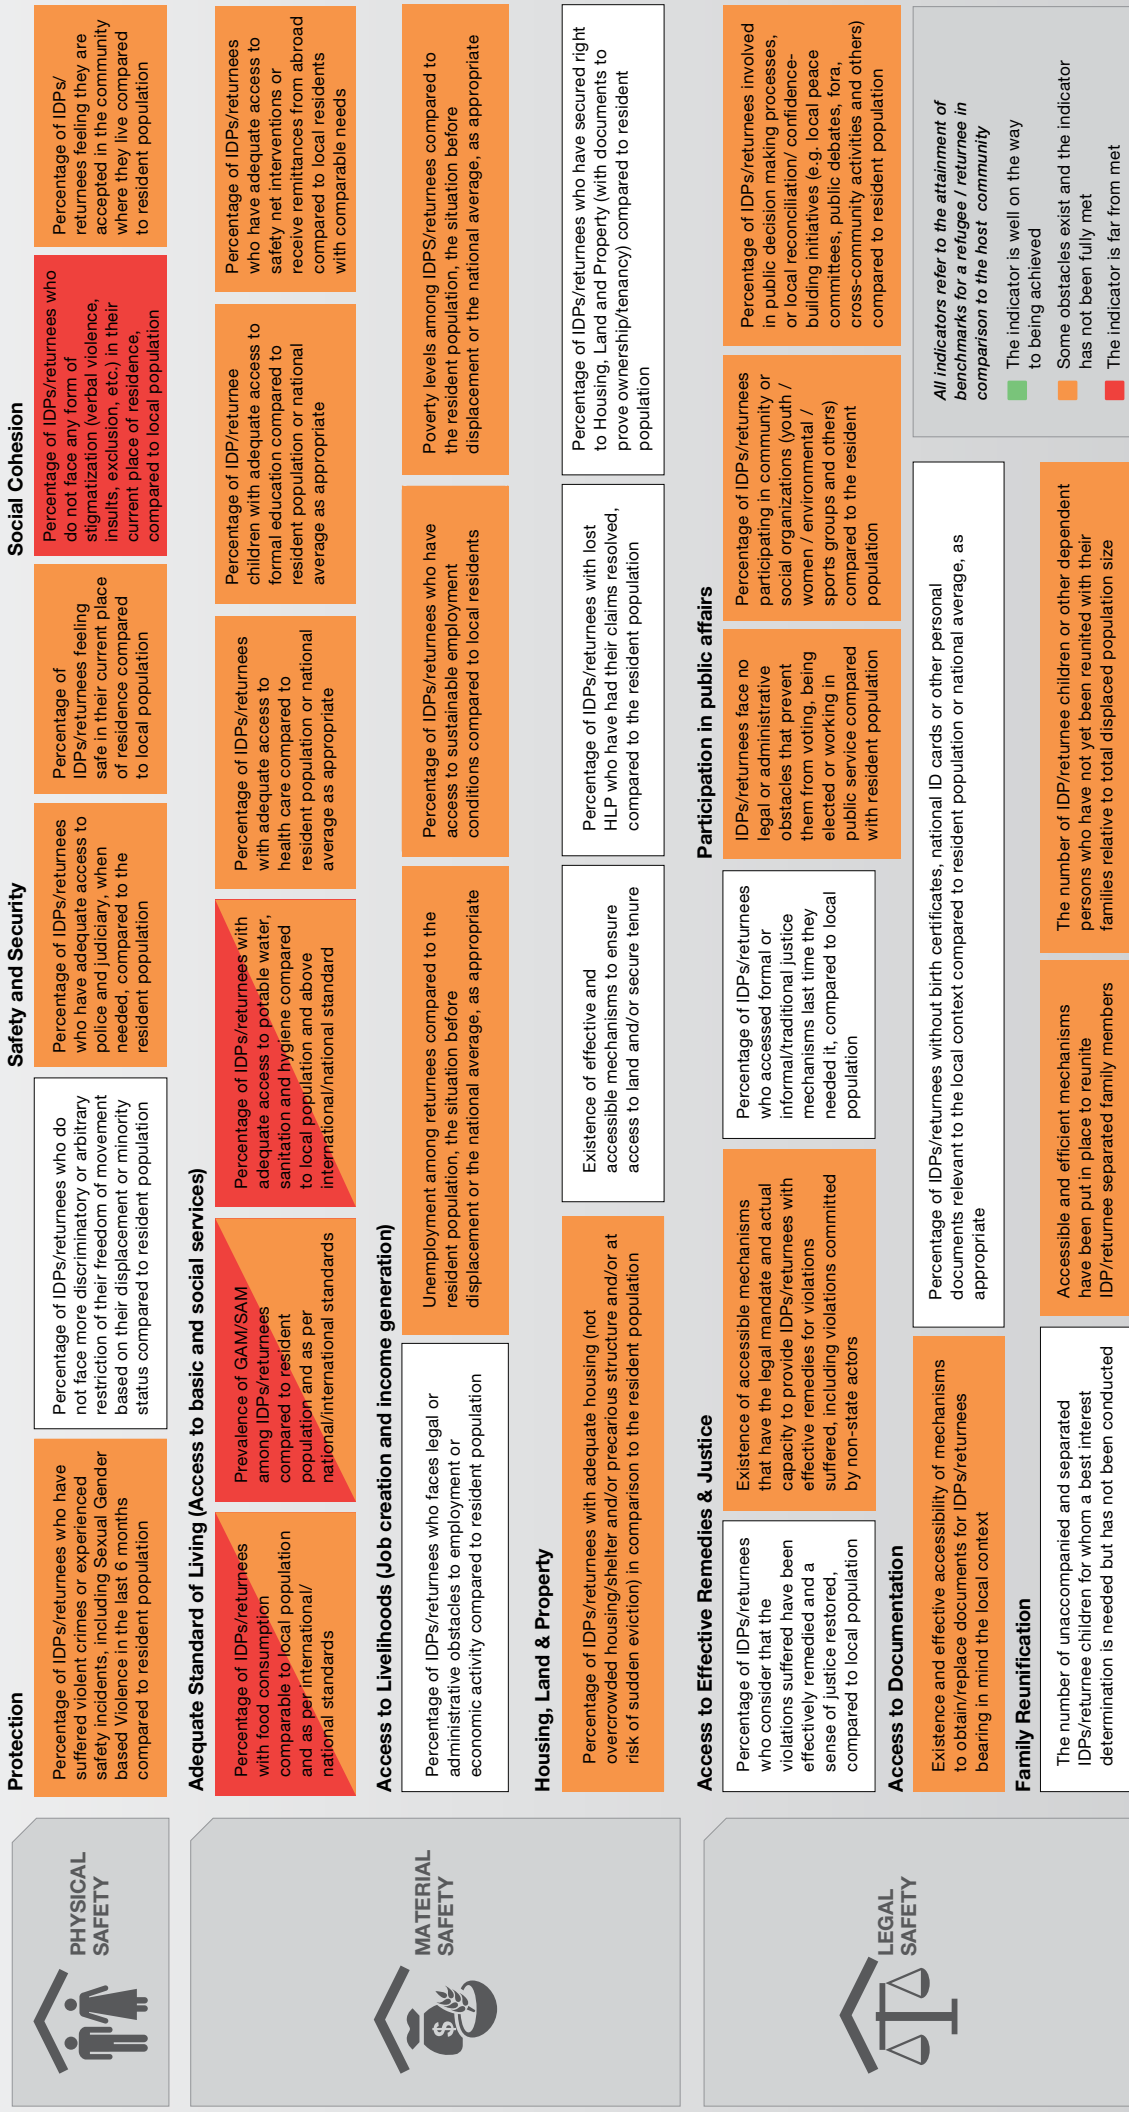 PHYSICAL
SAFETY
Protection
Percentage of IDPs/returnees who have
suffered violent crimes or experienced
safety incidents, including Sexual Gender
based Violence in the last 6 months
compared to resident population
Percentage of IDPs/returnees who do
not face more discriminatory or arbitrary
restriction of their freedom of movement
based on their displacement or minority
status compared to resident population
Safety and Security
Percentage of IDPs/returnees
who have adequate access to
police and judiciary, when
needed, compared to the
resident population
Percentage of
IDPs/returnees feeling
safe in their current place
of residence compared
to local population
Social Cohesion
Percentage of IDPs/returnees who
do not face any form of
stigmatization (verbal violence,
insults, exclusion, etc.) in their
current place of residence,
compared to local population
Percentage of IDPs/
returnees feeling they are
accepted in the community
where they live compared
to resident population
MATERIAL
SAFETY
Adequate Standard of Living (Access to basic and social services)
Percentage of IDPs/returnees
with food consumption
comparable to local population
and as per international/
national standards
Prevalence of GAM/SAM
among IDPs/returnees
compared to resident
population and as per
national/international standards
Percentage of IDPs/returnees with
adequate access to potable water,
sanitation and hygiene compared
to local population and above
international/national standard
Percentage of IDPs/returnees
with adequate access to
health care compared to
resident population or national
average as appropriate
Percentage of IDP/returnee
children with adequate access to
formal education compared to
resident population or national
average as appropriate
Percentage of IDPs/returnees
who have adequate access to
safety net interventions or
receive remittances from abroad
compared to local residents
with comparable needs
Access to Livelihoods (Job creation and income generation)
Percentage of IDPs/returnees who faces legal or
administrative obstacles to employment or
economic activity compared to resident population
Unemployment among returnees compared to the
resident population, the situation before
displacement or the national average, as appropriate
Percentage of IDPs/returnees who have
access to sustainable employment
conditions compared to local residents
Poverty levels among IDPS/returnees compared to
the resident population, the situation before
displacement or the national average, as appropriate
Housing, Land & Property
Percentage of IDPs/returnees with adequate housing (not
overcrowded housing/shelter and/or precarious structure and/or at
risk of sudden eviction) in comparison to the resident population
Existence of effective and
accessible mechanisms to ensure
access to land and/or secure tenure
Percentage of IDPs/returnees with lost
HLP who have had their claims resolved,
compared to the resident population
Percentage of IDPs/returnees who have secured right
to Housing, Land and Property (with documents to
prove ownership/tenancy) compared to resident
population
LEGAL
SAFETY
Access to Effective Remedies & Justice
Percentage of IDPs/returnees
who consider that the
violations suffered have been
effectively remedied and a
sense of justice restored,
compared to local population
Existence of accessible mechanisms
that have the legal mandate and actual
capacity to provide IDPs/returnees with
effective remedies for violations
suffered, including violations committed
by non-state actors
Percentage of IDPs/returnees
who accessed formal or
informal/traditional justice
mechanisms last time they
needed it, compared to local
population
Participation in public affairs
IDPs/returnees face no
legal or administrative
obstacles that prevent
them from voting, being
elected or working in
public service compared
with resident population
Percentage of IDPs/returnees
participating in community or
social organizations (youth /
women / environmental /
sports groups and others)
compared to the resident
population
Percentage of IDPs/returnees involved
in public decision making processes,
or local reconciliation/ confidence-
building initiatives (e.g. local peace
committees, public debates, fora,
cross-community activities and others)
compared to resident population
Access to Documentation
Existence and effective accessibility of mechanisms
to obtain/replace documents for IDPs/returnees
bearing in mind the local context
Percentage of IDPs/returnees without birth certificates, national ID cards or other personal
documents relevant to the local context compared to resident population or national average, as
appropriate
Family Reunification
The number of unaccompanied and separated
IDPs/returnee children for whom a best interest
determination is needed but has not been conducted
Accessible and efficient mechanisms
have been put in place to reunite
IDP/returnee separated family members
The number of IDP/returnee children or other dependent
persons who have not yet been reunited with their
families relative to total displaced population size
All indicators refer to the attainment of
benchmarks for a refugee / returnee in
comparison to the host community
The indicator is well on the way
to being achieved
Some obstacles exist and the indicator
has not been fully met
The indicator is far from met